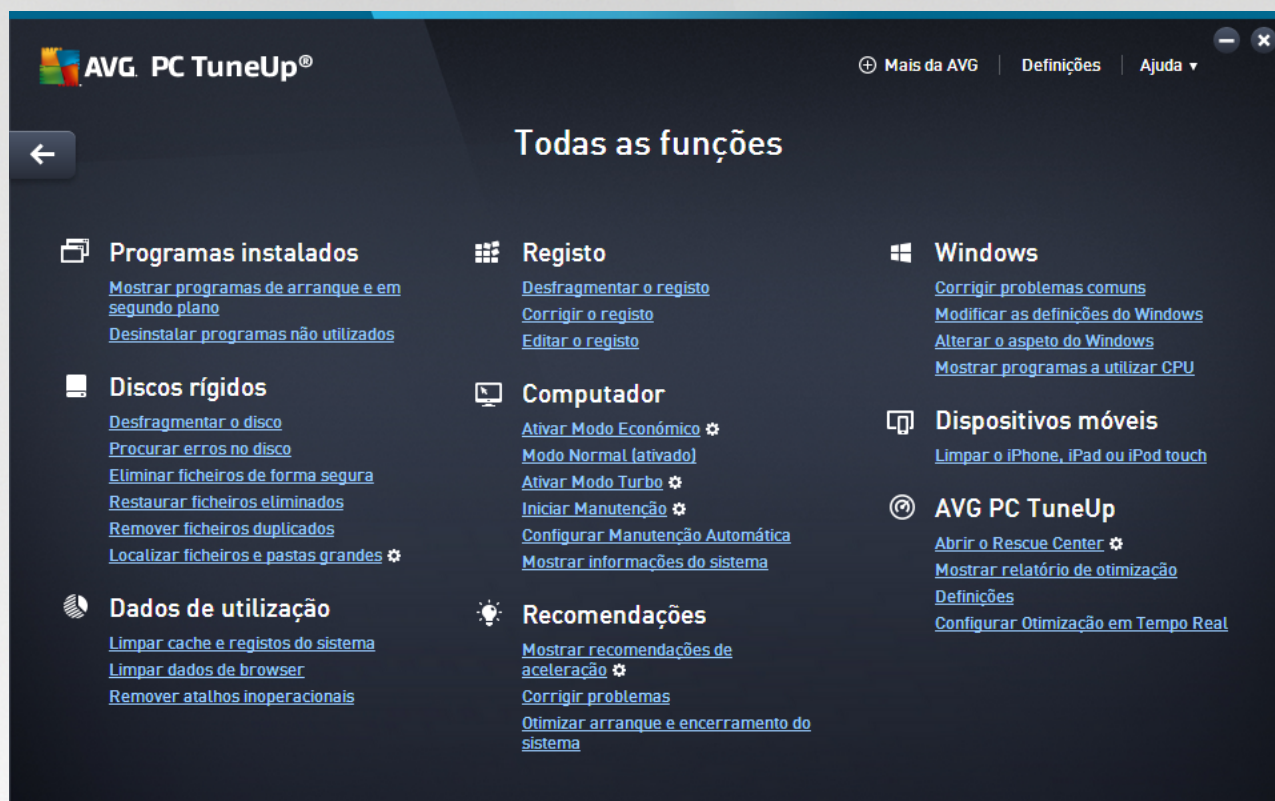 AVG. PC TuneUp®
Mais da AVG
Definições
Ajuda
Todas as funções
Programas instalados
Mostrar programas de arranque e em
segundo plano
Desinstalar programas não utilizados
Discos rígidos
Desfragmentar o disco
Procurar erros no disco
Eliminar ficheiros de forma segura
Restaurar ficheiros eliminados
Remover ficheiros duplicados
Localizar ficheiros e pastas grandes
Dados de utilização
Limpar cache e registos do sistema
Limpar dados de browser
Remover atalhos inoperacionais
Registo
Desfragmentar o registo
Corrigir o registo
Editar o registo
Computador
Ativar Modo Económico
Modo Normal (ativado)
Ativar Modo Turbo
Iniciar Manutenção
Configurar Manutenção Automática
Mostrar informações do sistema
Recomendações
Mostrar recomendações de
aceleração
Corrigir problemas
Otimizar arranque e encerramento do
sistema
Windows
Corrigir problemas comuns
Modificar as definições do Windows
Alterar o aspeto do Windows
Mostrar programas a utilizar CPU
Dispositivos móveis
Limpar o iPhone, iPad ou iPod touch
AVG PC TuneUp
Abrir o Rescue Center
Mostrar relatório de otimização
Definições
Configurar Otimização em Tempo Real